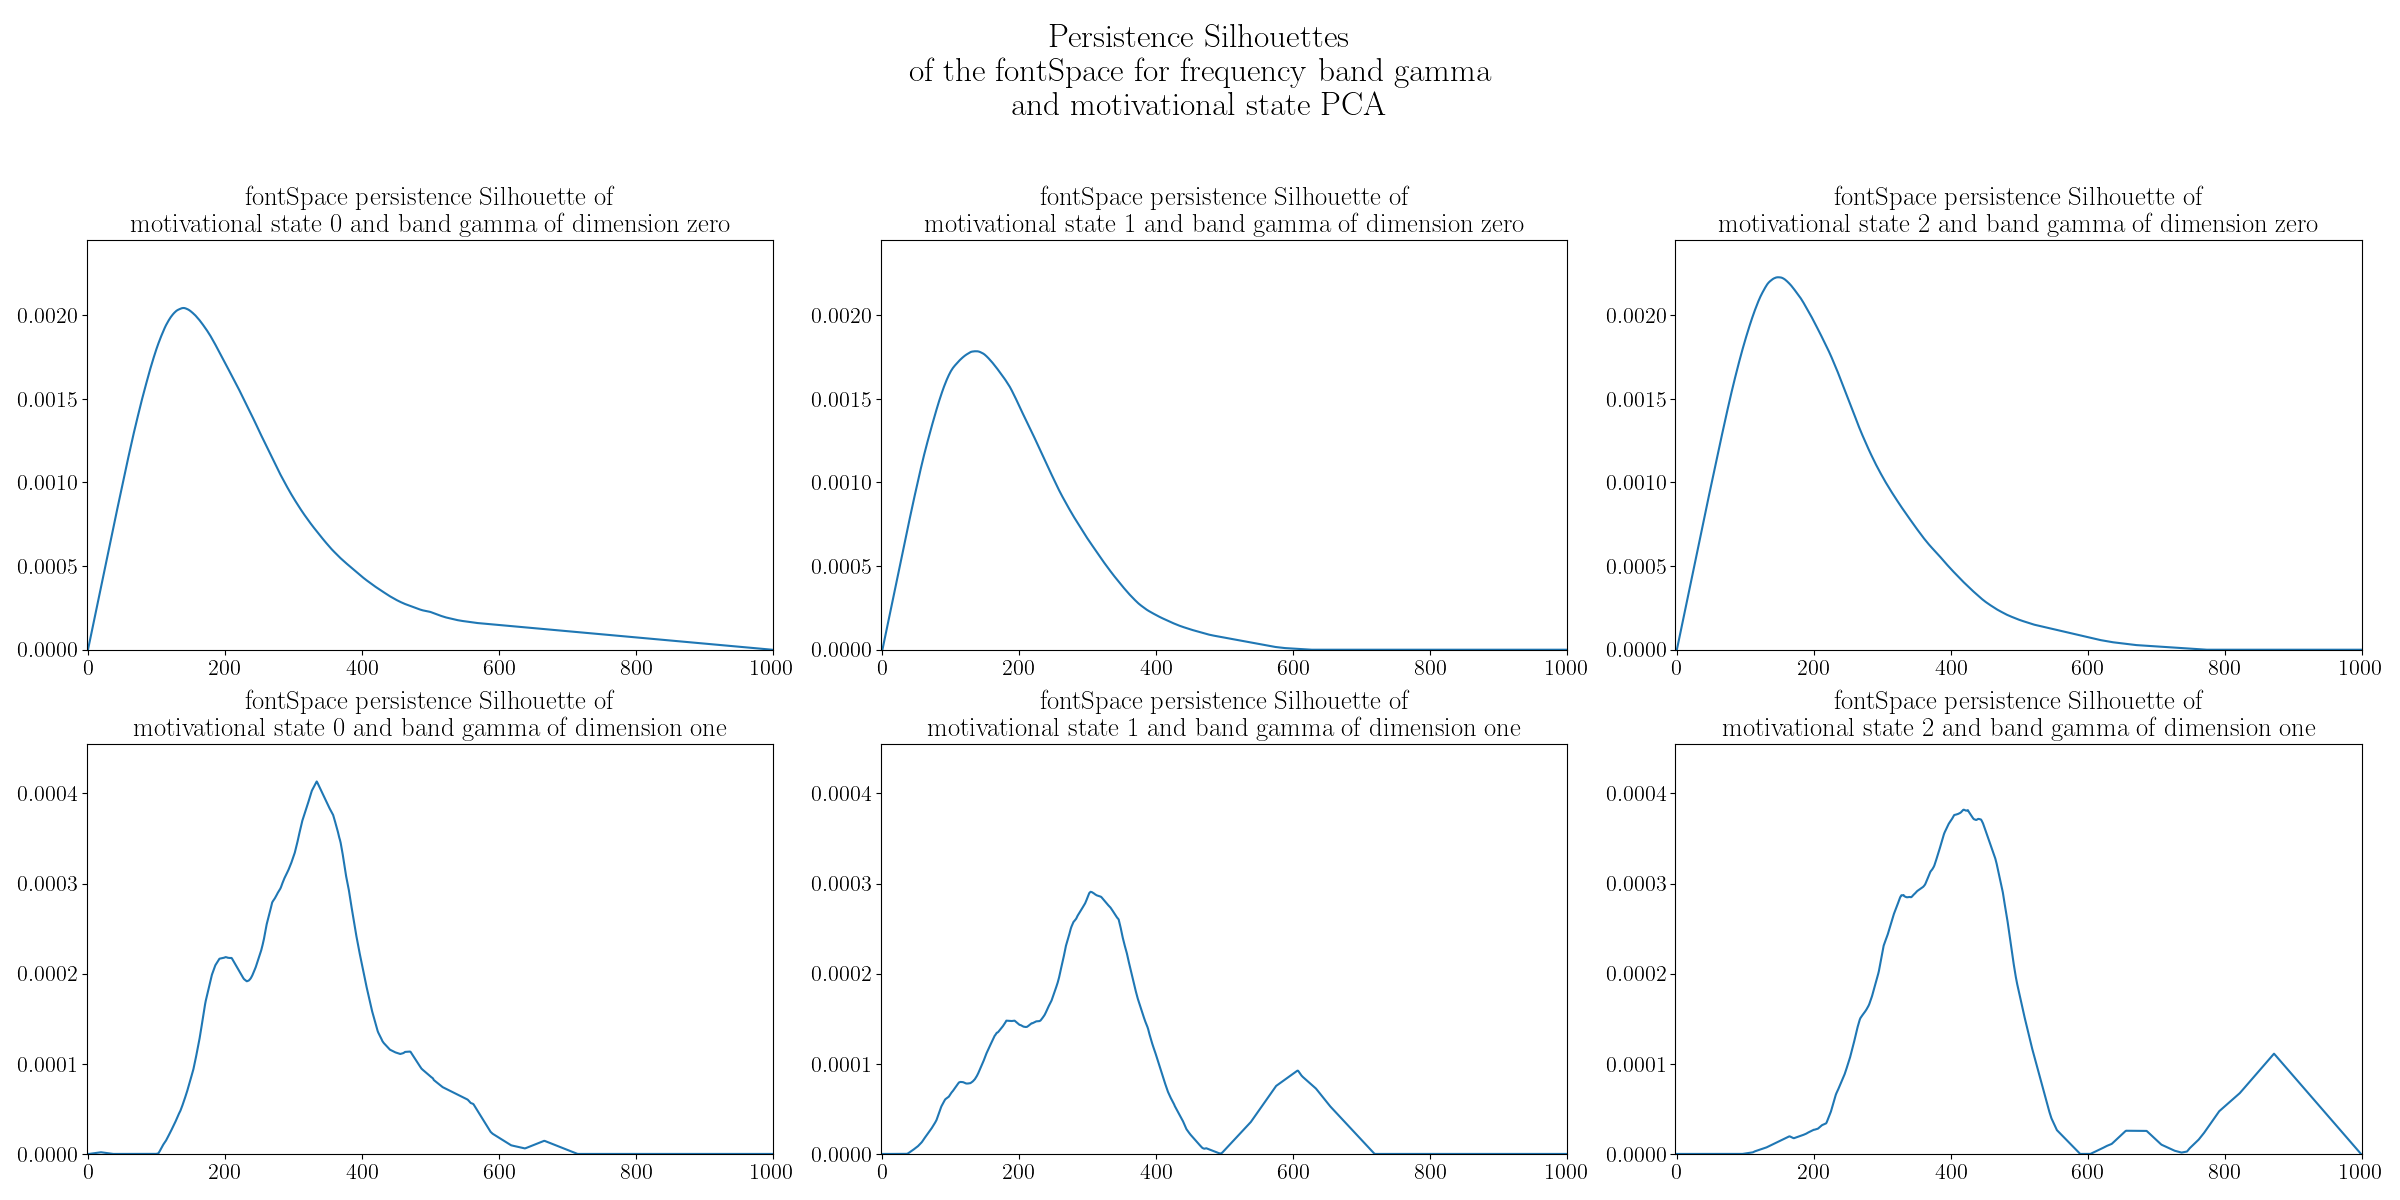 Persistence Silhouettes
of the fontSpace for frequency band gamma
and motivational state PCA
fontSpace persistence Silhouette of
motivational state 0 and band gamma of dimension zero
fontSpace persistence Silhouette of
motivational state 1 and band gamma of dimension zero
fontSpace persistence Silhouette of
motivational state 2 and band gamma of dimension zero
0.0020
0.0015
0.0010
0.0005
0.0000
0 200 400 600 800 1000
0.0020
0.0015
0.0010
0.0005
0.0000
0 200 400 600 800 1000
0.0020
0.0015
0.0010
0.0005
0.0000
0 200 400 600 800 1000
fontSpace persistence Silhouette of
motivational state 0 and band gamma of dimension one
fontSpace persistence Silhouette of
motivational state 1 and band gamma of dimension one
fontSpace persistence Silhouette of
motivational state 2 and band gamma of dimension one
0.0004
0.0003
0.0002
0.0001
0.0000
0 200 400 600 800 1000
0.0004
0.0003
0.0002
0.0001
0.0000
0 200 400 600 800 1000
0.0004
0.0003
0.0002
0.0001
0.0000
0 200 400 600 800 1000